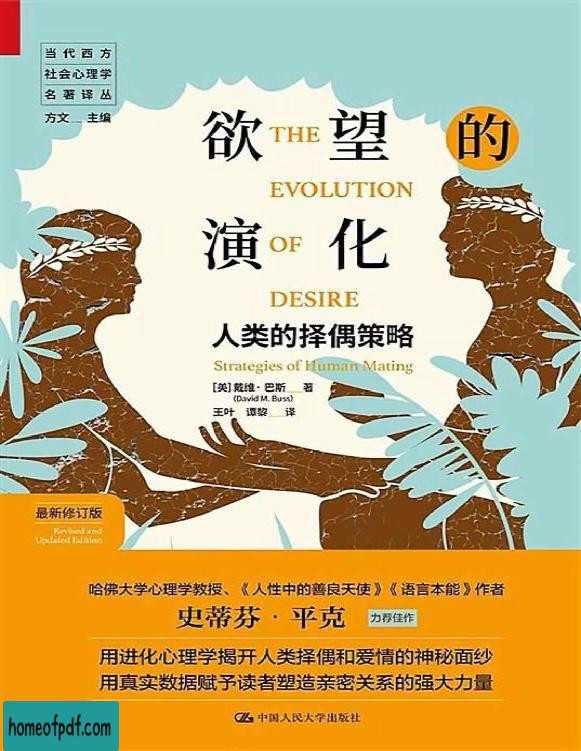 当代西方
社会心理学
名著译丛
方文 主编
欲望的
演化
THE
EVOLUTION
OF
DESIRE
人类的择偶策略
Strategies of Human Mating
[美]戴维·巴斯 著
(David M. Buss)
王叶 谭黎 译
最新修订版
Revised and
Updated Edition
哈佛大学心理学教授、《人性中的善良天使》《语言本能》作者
史蒂芬·平克 力荐佳作
用进化心理学揭开人类择偶和爱情的神秘面纱
用真实数据赋予读者塑造亲密关系的强大力量
中国人民大学出版社
homeofpdf.com